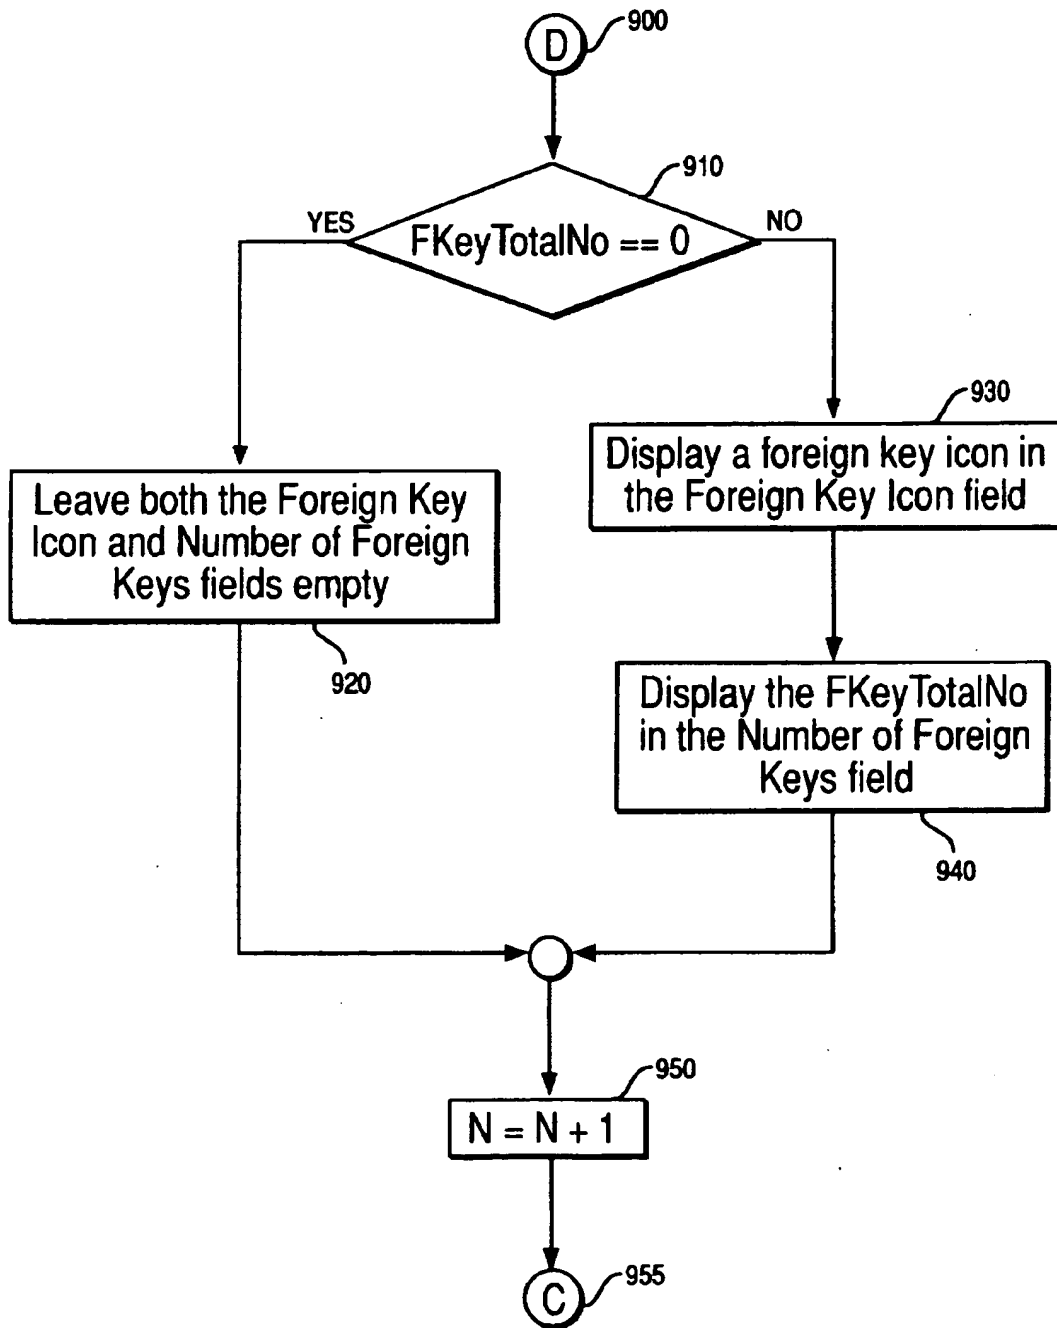 D
900
910
YES
FKeyTotalNo == 0
NO
930
Display a foreign key icon in
the Foreign Key Icon field
Leave both the Foreign Key
Icon and Number of Foreign
Keys fields empty
920
Display the FKeyTotalNo
in the Number of Foreign
Keys field
940
950
N = N + 1
C
955